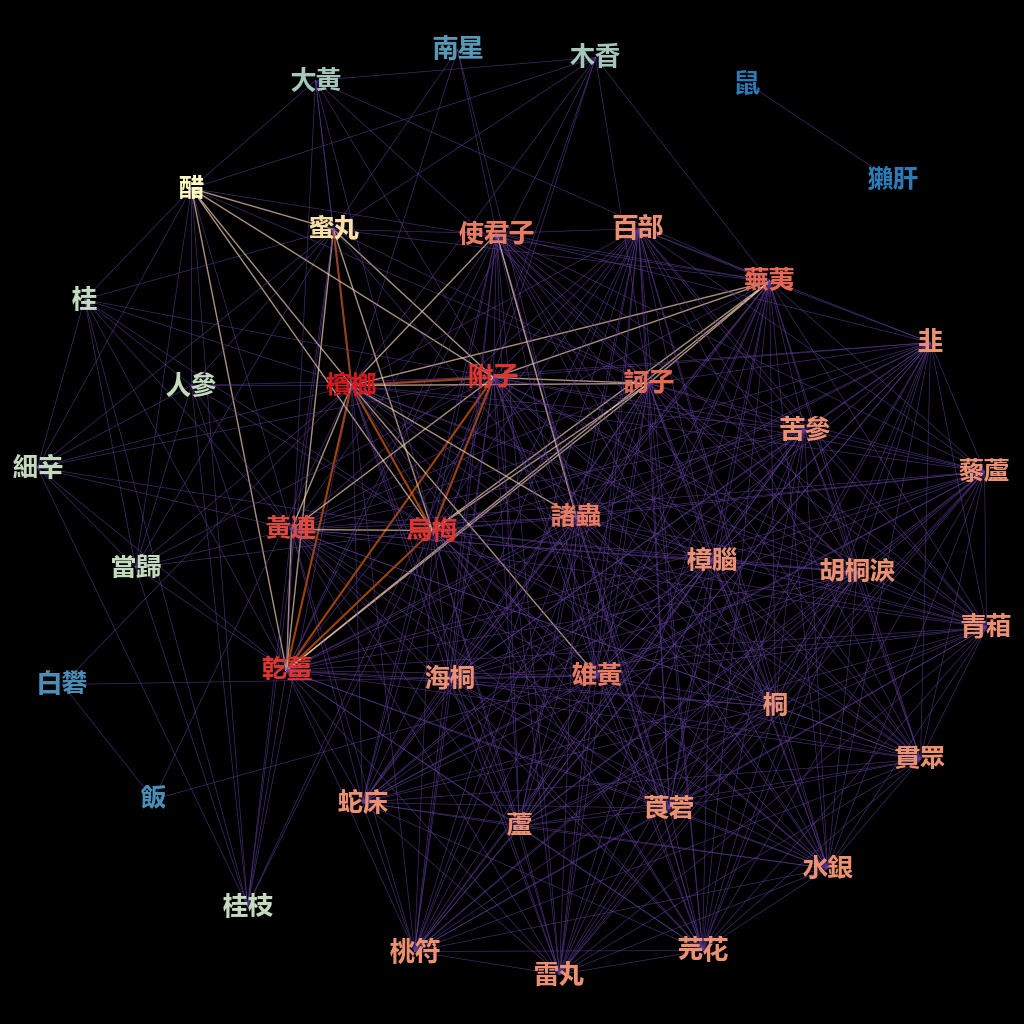 南星
木香
大黃
鼠
獺肝
醋
蜜丸
使君子
百部
蕪荑
桂
韭
人參
檳榔
附子
訶子
苦參
細辛
藜蘆
黃連
烏梅
諸蟲
樟腦
胡桐淚
當歸
青葙
白礬
乾薑
海桐
雄黃
桐
貫眾
飯
蛇床
蘆
莨菪
水銀
桂枝
桃符
雷丸
芫花